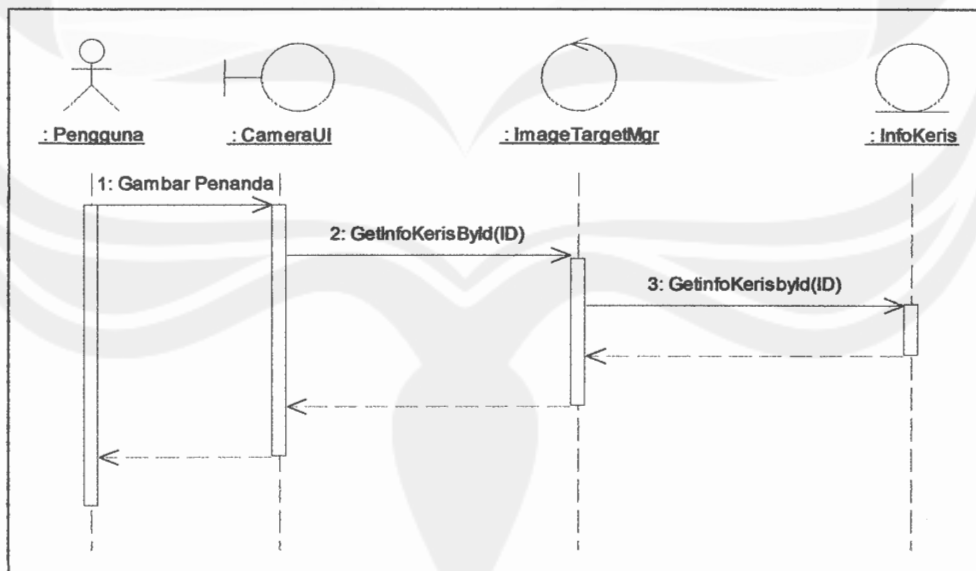 : Pengguna
: CameraUI
: ImageTargetMgr
: InfoKeris
1: Gambar Penanda
2: GetInfoKerisById(ID)
3: GetinfoKerisbyId(ID)